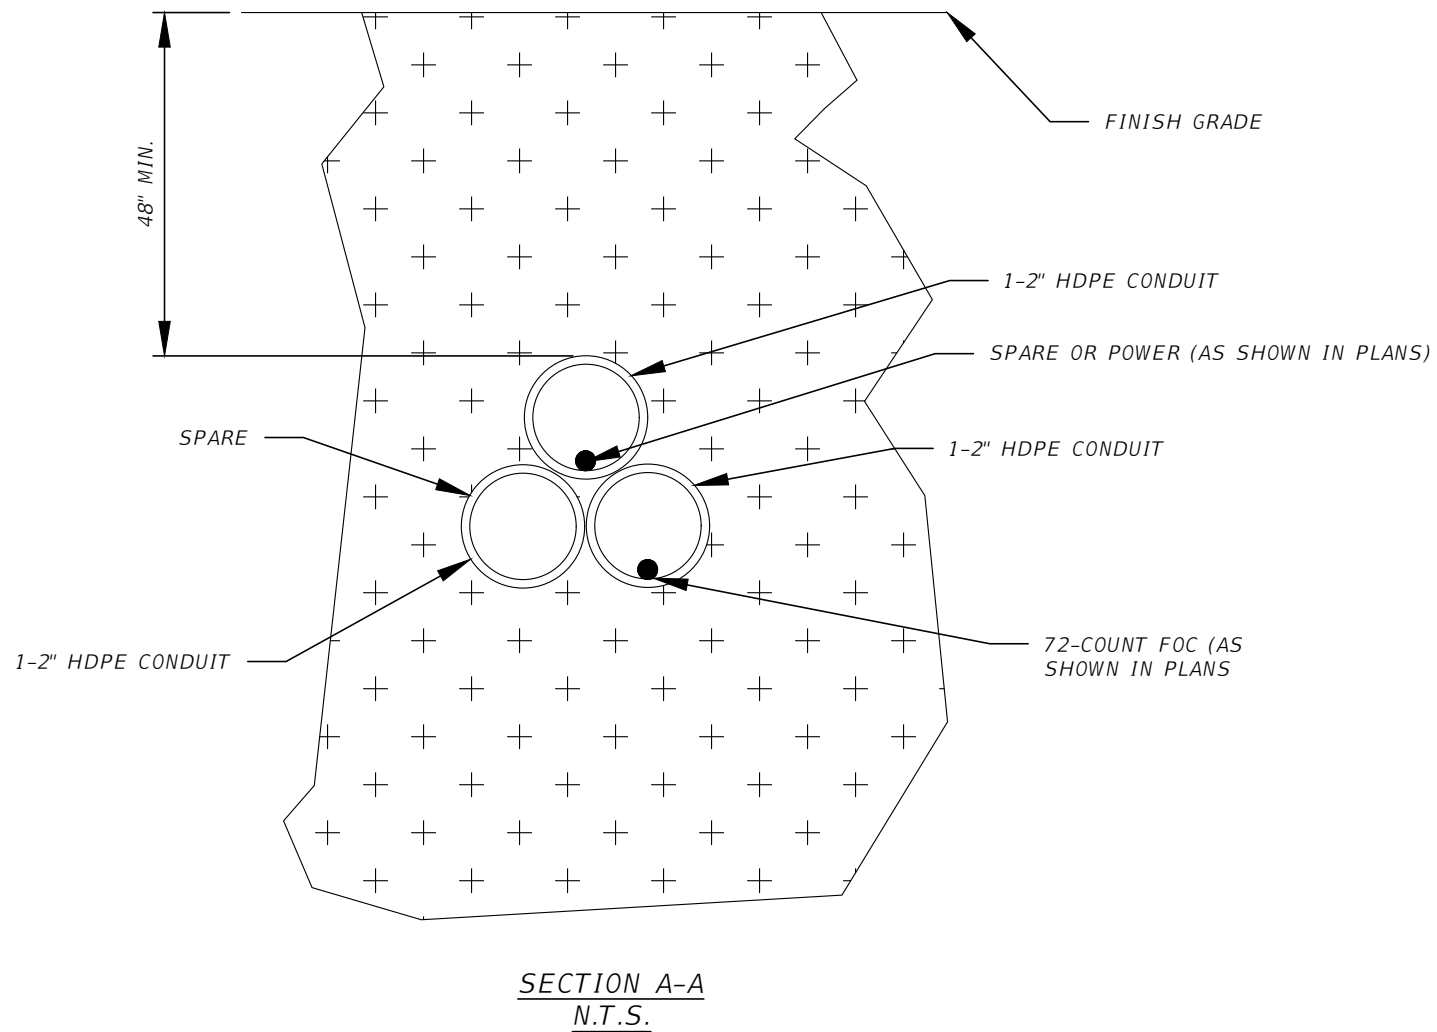 FINISH GRADE
48" MIN.
1-2" HDPE CONDUIT
SPARE OR POWER (AS SHOWN IN PLANS)
SPARE
1-2" HDPE CONDUIT
72-COUNT FOC (AS
SHOWN IN PLANS
1-2" HDPE CONDUIT
SECTION A-A
N.T.S.